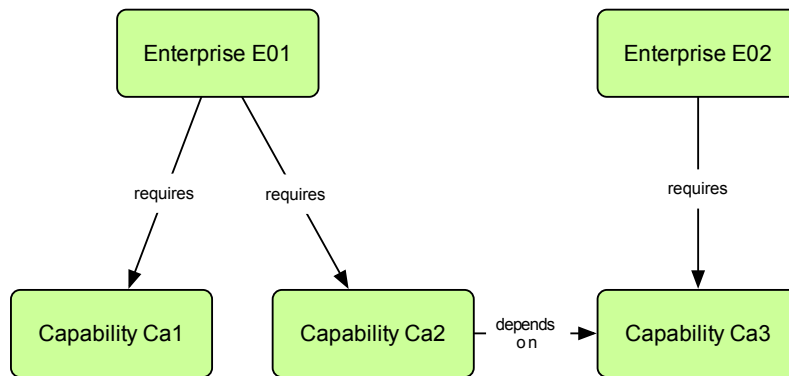 Enterprise E01
Enterprise E02
requires
requires
requires
Capability Ca1
Capability Ca2
depends
on
Capability Ca3